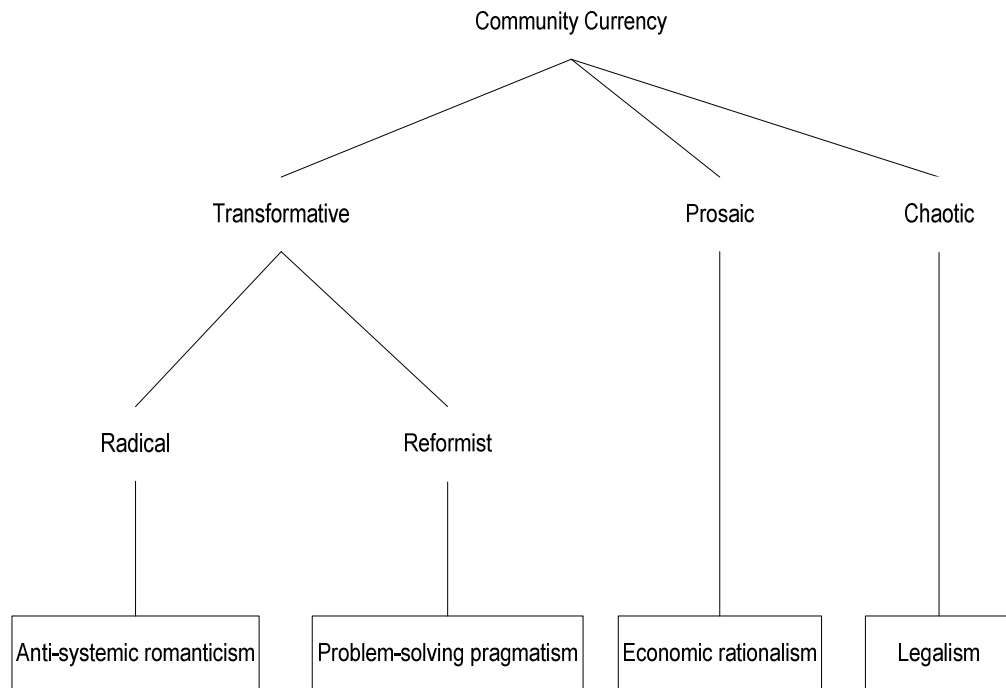 Community Currency
Transformative
Prosaic
Chaotic
Radical
Reformist
Anti-systemic romanticism
Problem-solving pragmatism
Economic rationalism
Legalism